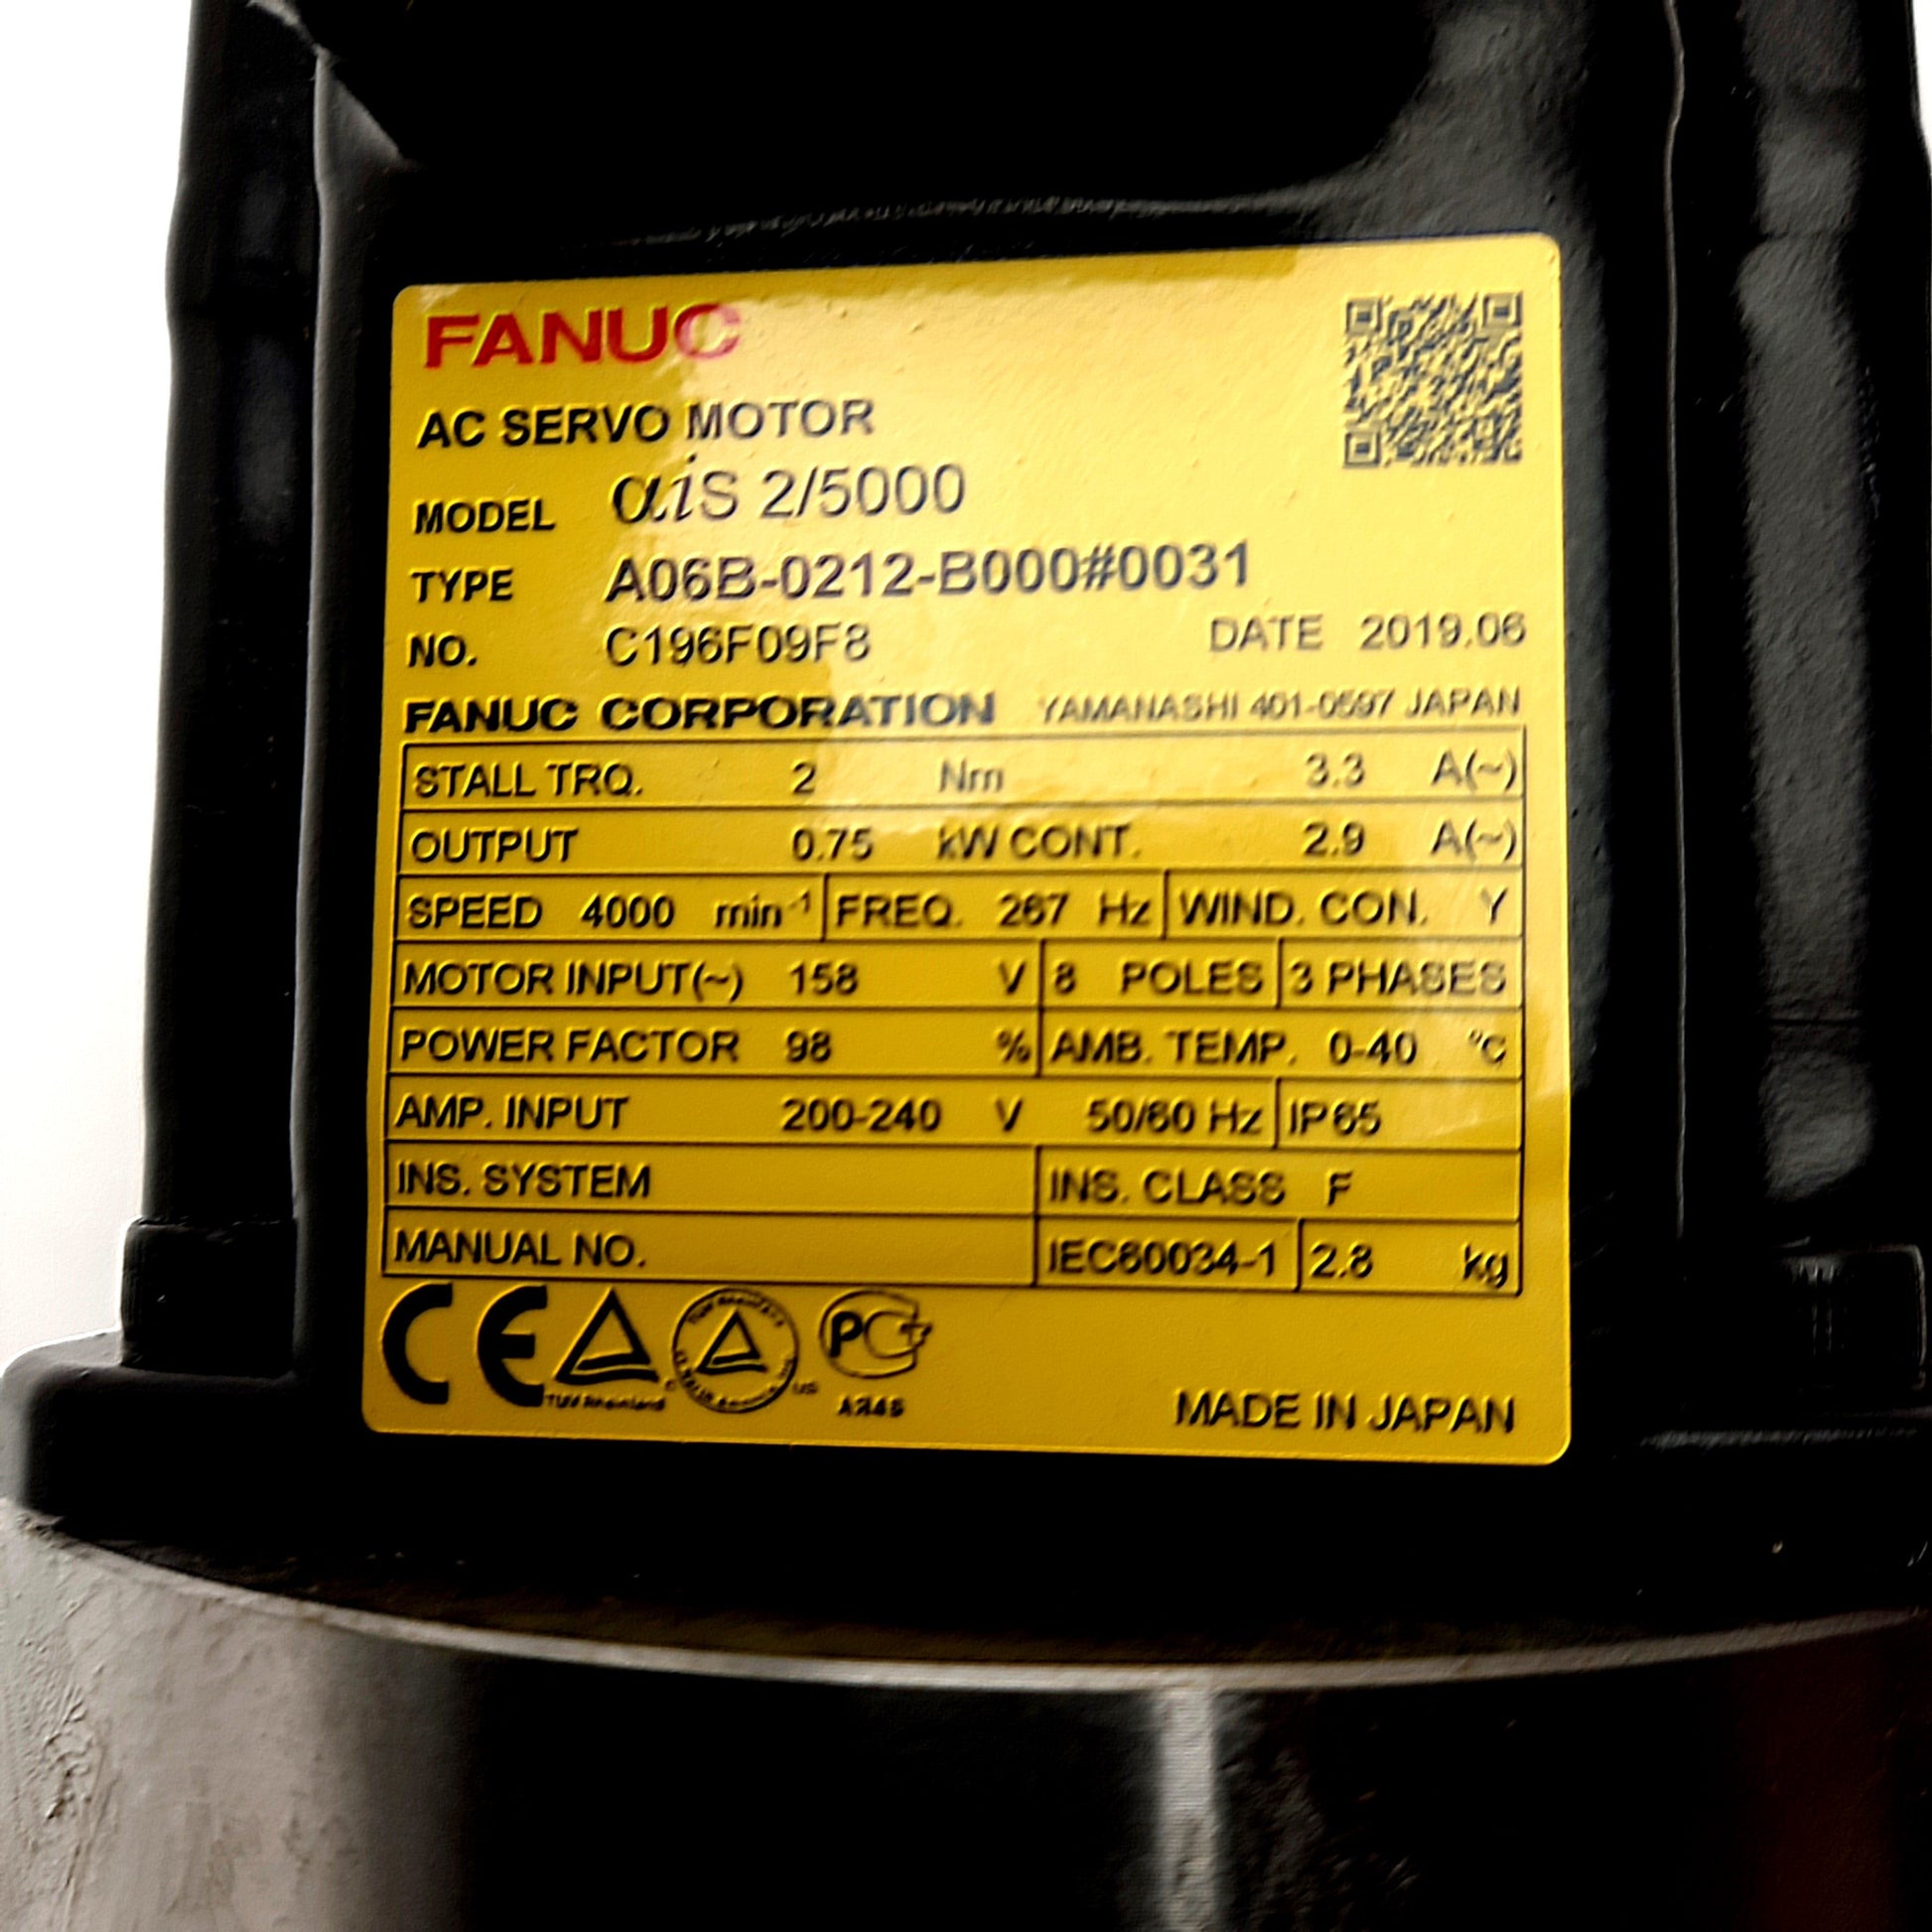 FANUC
AC SERVO MOTOR
MODEL αiS 2/5000
TYPE A06B-0212-B000#0031
NO. C196F09F8 DATE 2019.06
FANUC CORPORATION YAMANASHI 401-0597 JAPAN
STALL TRQ. 2 Nm 3.3 A(~)
OUTPUT 0.75 kW CONT. 2.9 A(~)
SPEED 4000 min⁻¹ FREQ. 267 Hz WIND. CON. Y
MOTOR INPUT(~) 158 V 8 POLES 3 PHASES
POWER FACTOR 98 % AMB. TEMP. 0-40 °C
AMP. INPUT 200-240 V 50/60 Hz IP65
INS. SYSTEM INS. CLASS F
MANUAL NO. IEC60034-1 2.8 kg
CE
TUV Rheinland
C US
PCT
MADE IN JAPAN